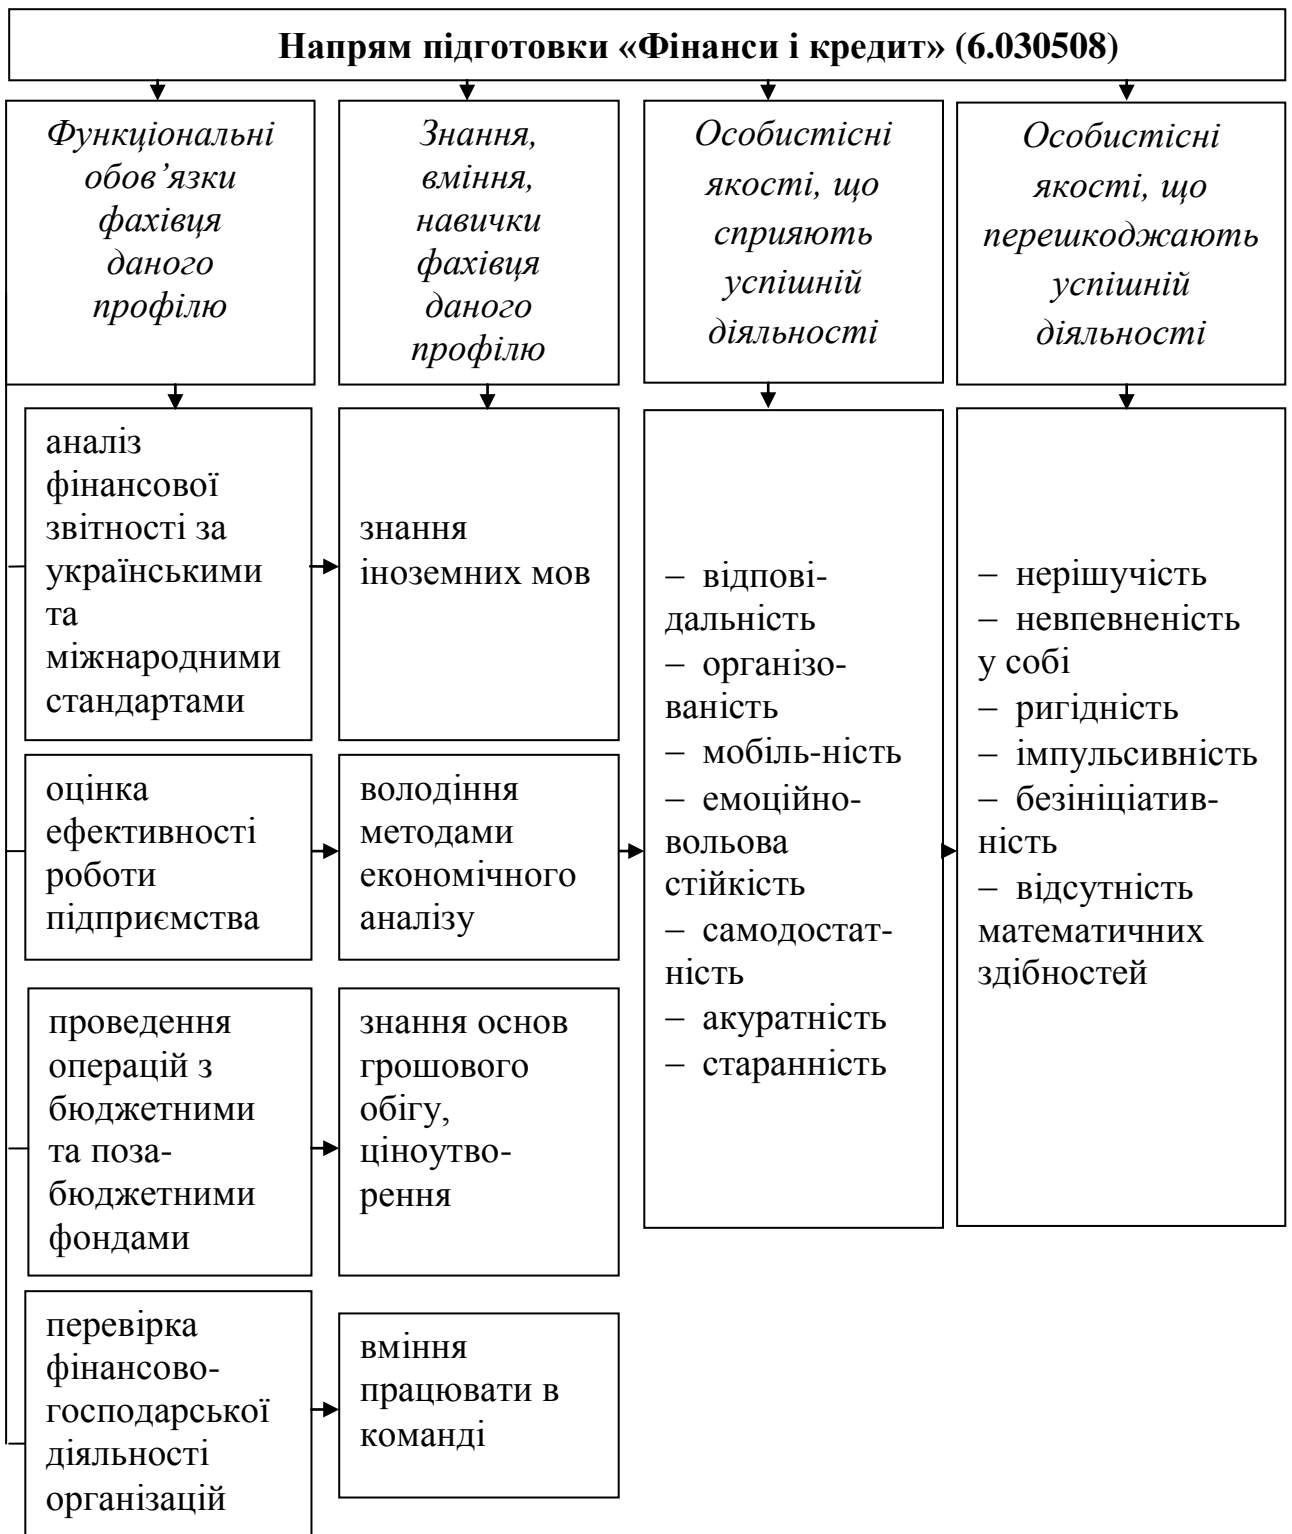 Напрям підготовки «Фінанси і кредит» (6.030508)
Функціональні
обов’язки
фахівця
даного
профілю
Знання,
вміння,
навички
фахівця
даного
профілю
Особистісні
якості, що
сприяють
успішній
діяльності
Особистісні
якості, що
перешкоджають
успішній
діяльності
аналіз
фінансової
звітності за
українськими
та
міжнародними
стандартами
знання
іноземних мов
оцінка
ефективності
роботи
підприємства
володіння
методами
економічного
аналізу
проведення
операцій з
бюджетними
та поза-
бюджетними
фондами
знання основ
грошового
обігу,
ціноутво-
рення
перевірка
фінансово-
господарської
діяльності
організацій
вміння
працювати в
команді
– відпові-
дальність
– організо-
ваність
– мобіль-ність
– емоційно-
вольова
стійкість
– самодостат-
ність
– акуратність
– старанність
– нерішучість
– невпевненість
у собі
– ригідність
– імпульсивність
– безініціатив-
ність
– відсутність
математичних
здібностей